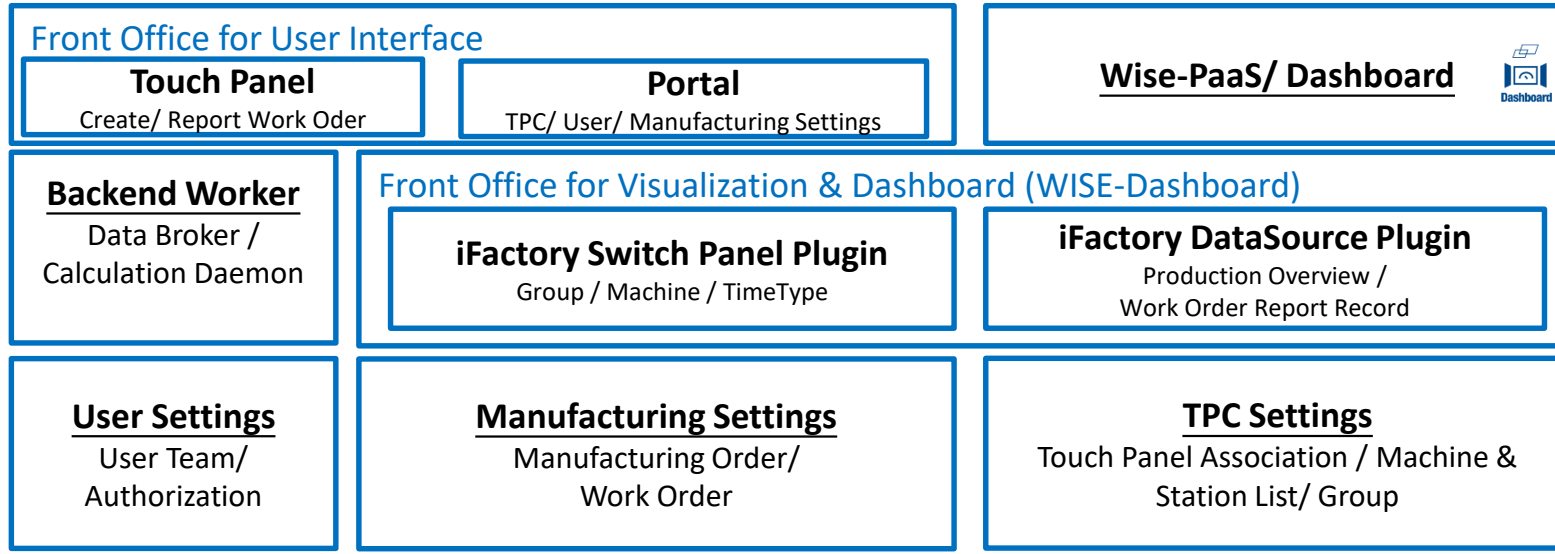 Front Office for User Interface
Touch Panel
Create/ Report Work Oder
Portal
TPC/ User/ Manufacturing Settings
Wise-PaaS/ Dashboard
Dashboard
Backend Worker
Data Broker /
Calculation Daemon
Front Office for Visualization & Dashboard (WISE-Dashboard)
iFactory Switch Panel Plugin
Group / Machine / TimeType
iFactory DataSource Plugin
Production Overview /
Work Order Report Record
User Settings
User Team/
Authorization
Manufacturing Settings
Manufacturing Order/
Work Order
TPC Settings
Touch Panel Association / Machine &
Station List/ Group